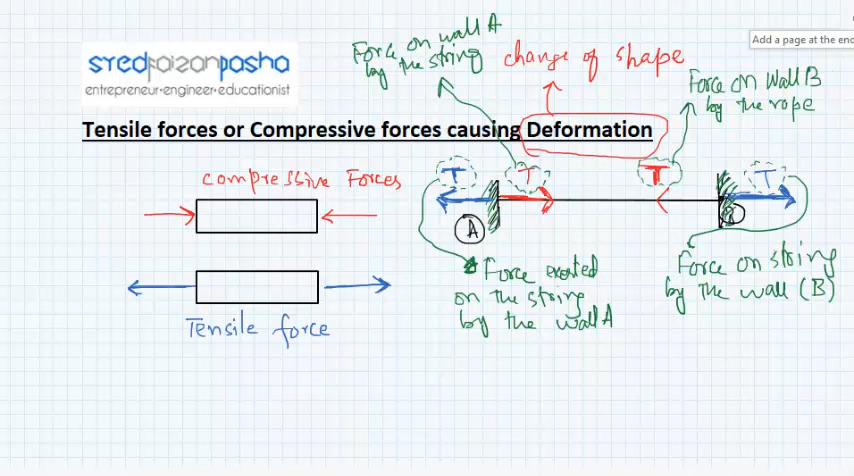 Force on wall A
by the string
change of shape
Add a page at the end
syedfaizanpasha
entrepreneur·engineer·educationist
Force on Wall B
by the rope
Tensile forces or Compressive forces causing Deformation
compressive Forces
T
T
T
T
A
B
Force exerted
on the string
by the wall A
Force on string
by the wall (B)
Tensile force